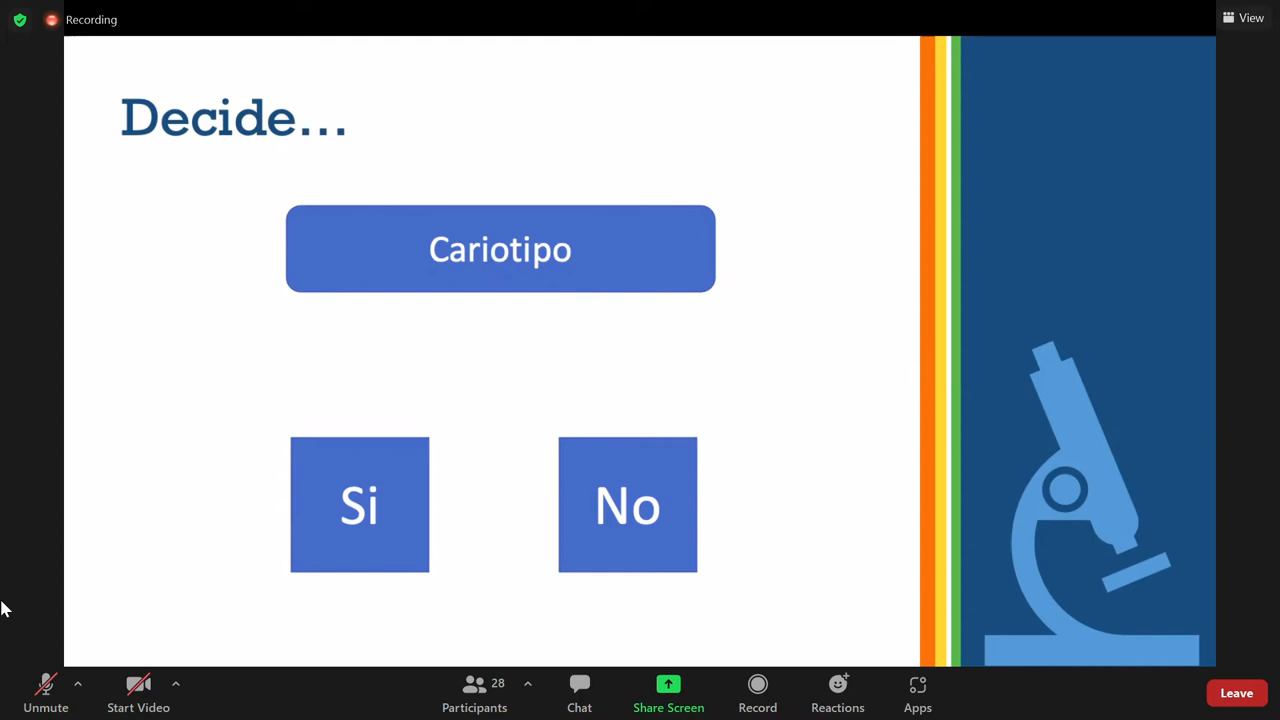 Recording
View
Decide...
Cariotipo
Si
No
28
Unmute
Start Video
Participants
Chat
Share Screen
Record
Reactions
Apps
Leave